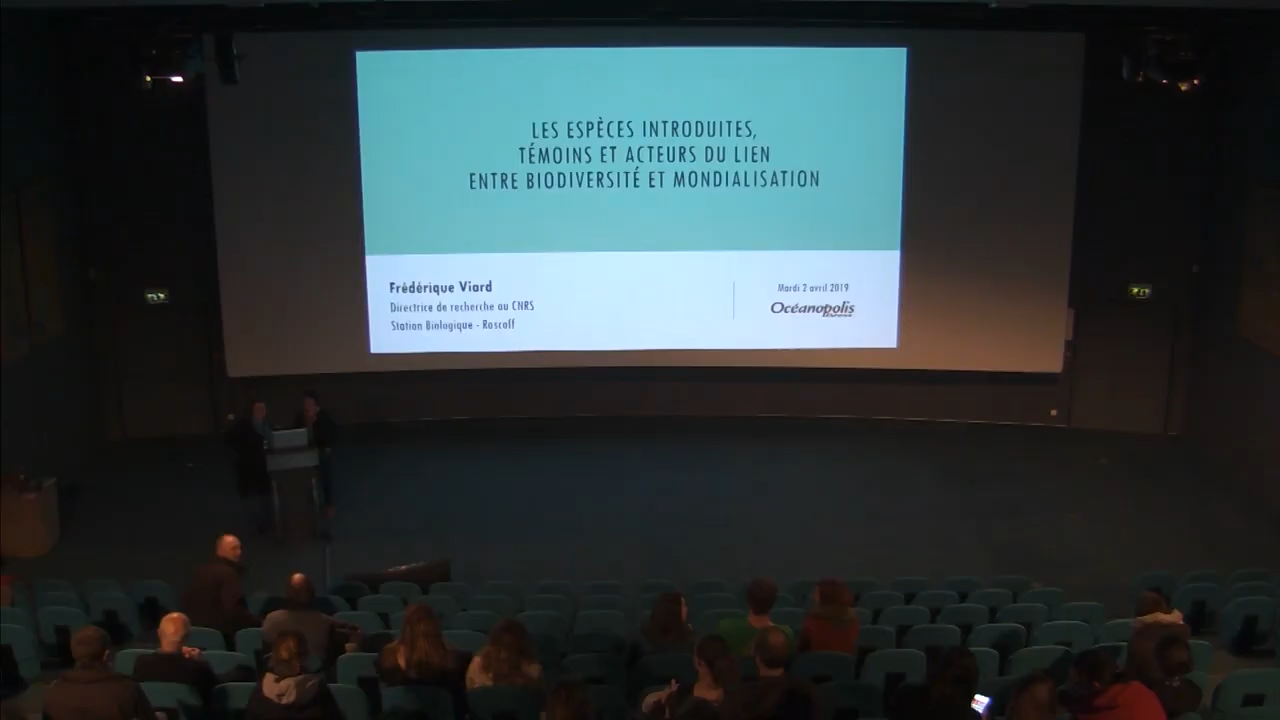 LES ESPÈCES INTRODUITES,
TÉMOINS ET ACTEURS DU LIEN
ENTRE BIODIVERSITÉ ET MONDIALISATION
Frédérique Viard
Directrice de recherche au CNRS
Station Biologique - Roscoff
Mardi 2 avril 2019
Océanopolis